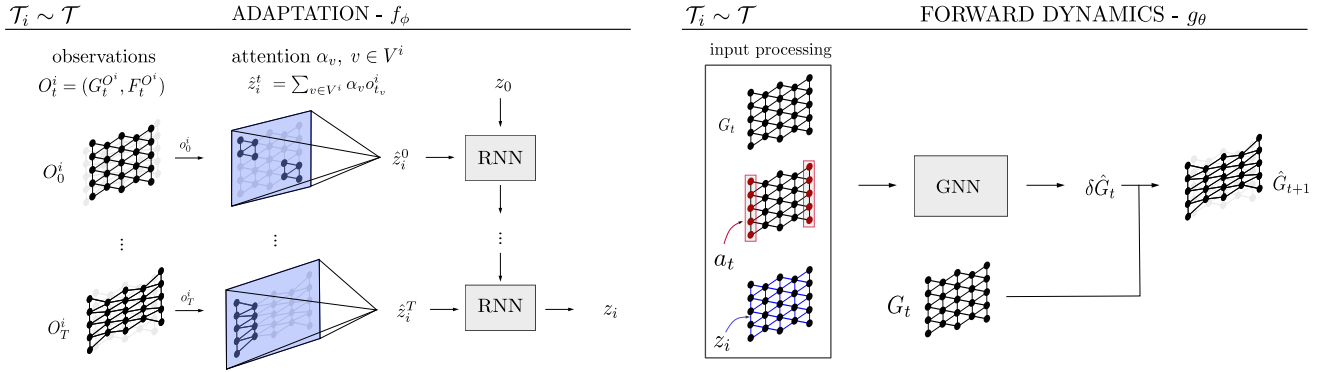 𝒯ᵢ ∼ 𝒯 ADAPTATION - f_ϕ
observations
O_t^i = (G_t^{O^i}, F_t^{O^i})
attention α_v, v ∈ V^i
ẑ_i^t = ∑_{v∈V^i} α_v o_{t_v}^i
z_0
O_0^i
o_0^i
ẑ_i^0
RNN
⋮
⋮
⋮
O_T^i
o_T^i
ẑ_i^T
RNN
z_i
𝒯ᵢ ∼ 𝒯 FORWARD DYNAMICS - g_θ
input processing
G_t
a_t
z_i
GNN
δĜ_t
Ĝ_{t+1}
G_t